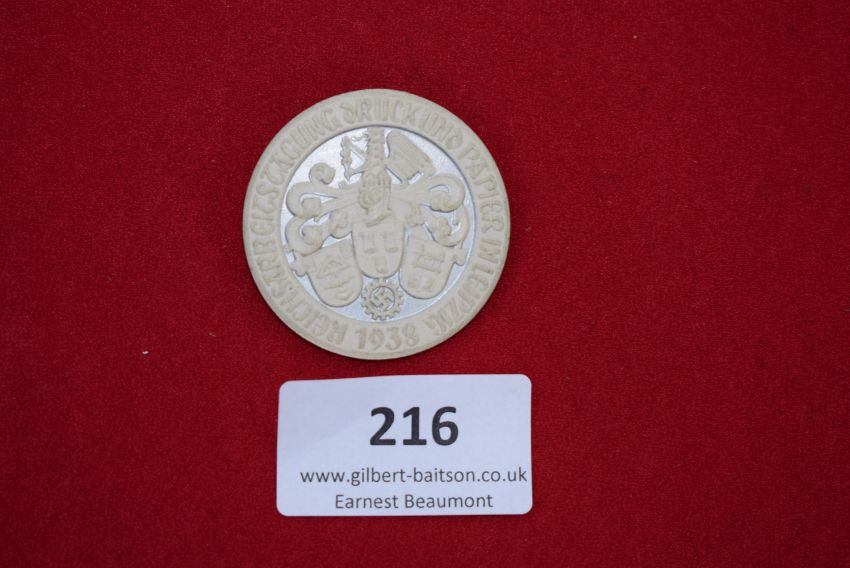 REICHSARBEITSTAGUNG DRUCK UND PAPIER IN LEIPZIG
1938
216
www.gilbert-baitson.co.uk
Earnest Beaumont